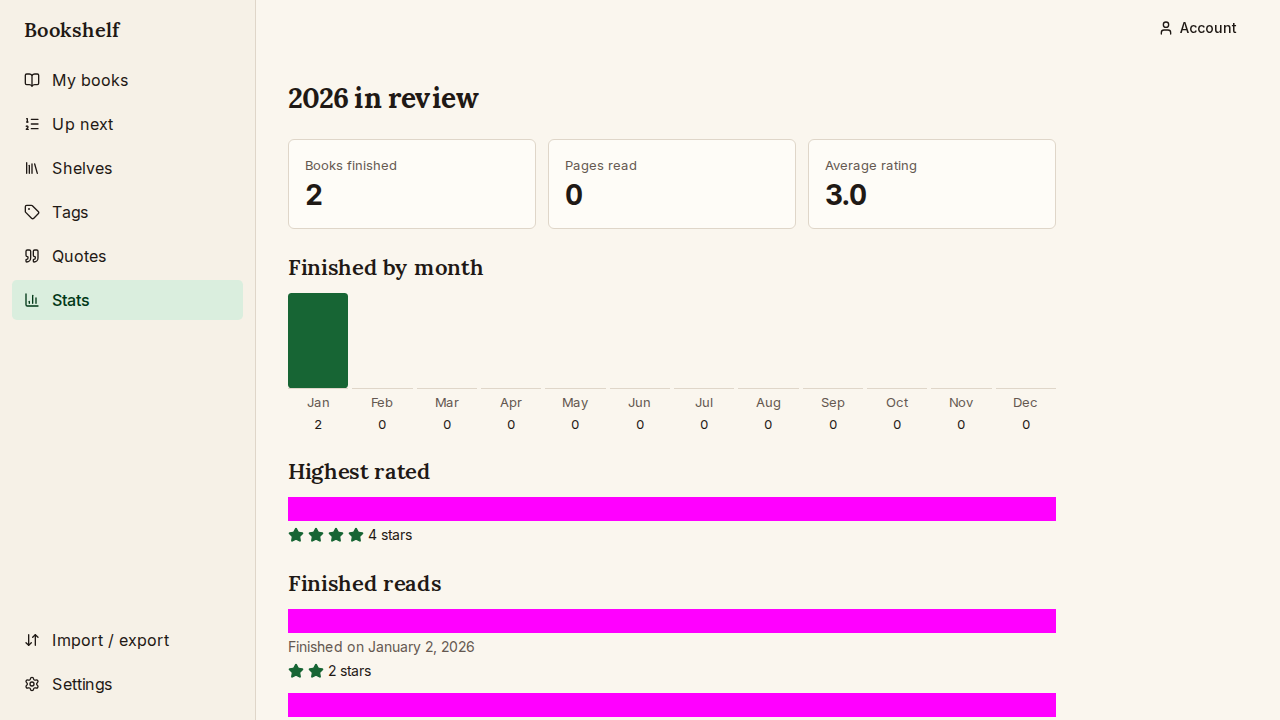 Bookshelf
My books
Up next
Shelves
Tags
Quotes
Stats
Import / export
Settings
Account
2026 in review
Books finished
2
Pages read
0
Average rating
3.0
Finished by month
Jan Feb Mar Apr May Jun Jul Aug Sep Oct Nov Dec
2 0 0 0 0 0 0 0 0 0 0 0
Highest rated
4 stars
Finished reads
Finished on January 2, 2026
2 stars